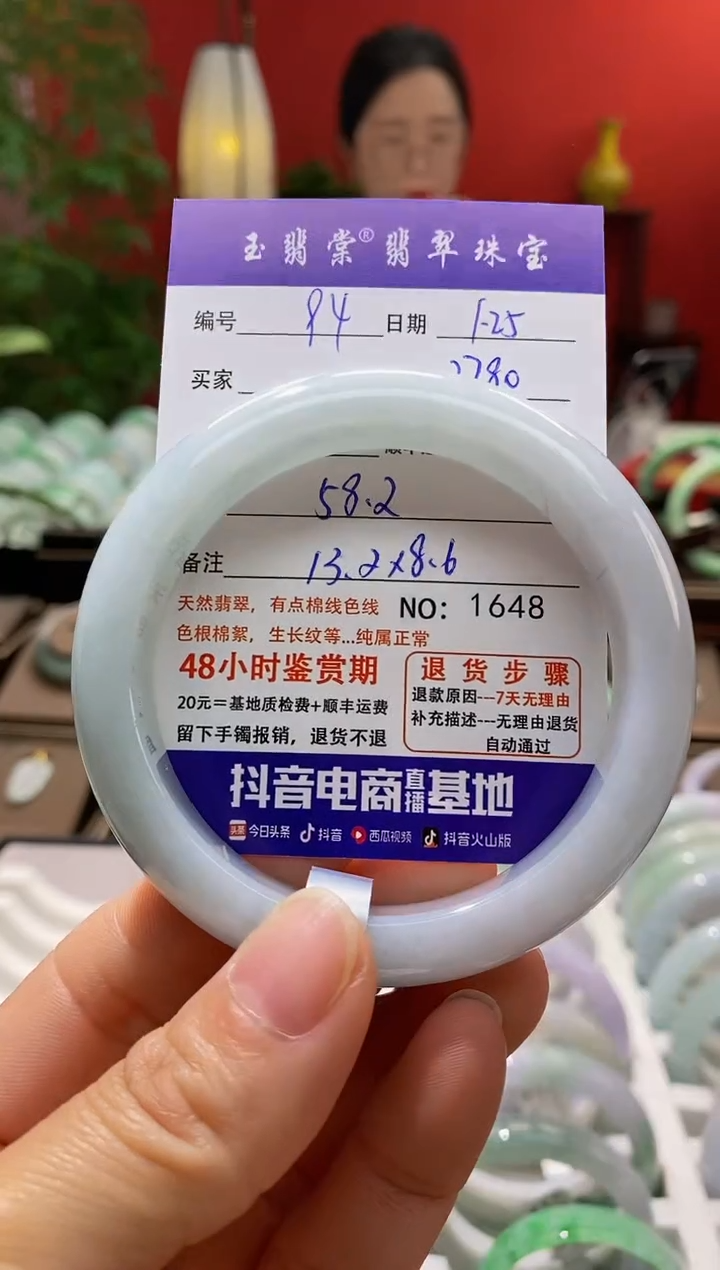 玉翡棠®翡翠珠宝
编号 84 日期 1-25
买家 2780
58.2
备注 13.2x8.6
天然翡翠，有点棉线色线 NO: 1648
色根棉絮，生长纹等...纯属正常
48小时鉴赏期
20元＝基地质检费+顺丰运费
留下手镯报销，退货不退
退货步骤
退款原因---7天无理由
补充描述---无理由退货
自动通过
抖音电商直播基地
头条 今日头条 抖音 西瓜视频 抖音火山版